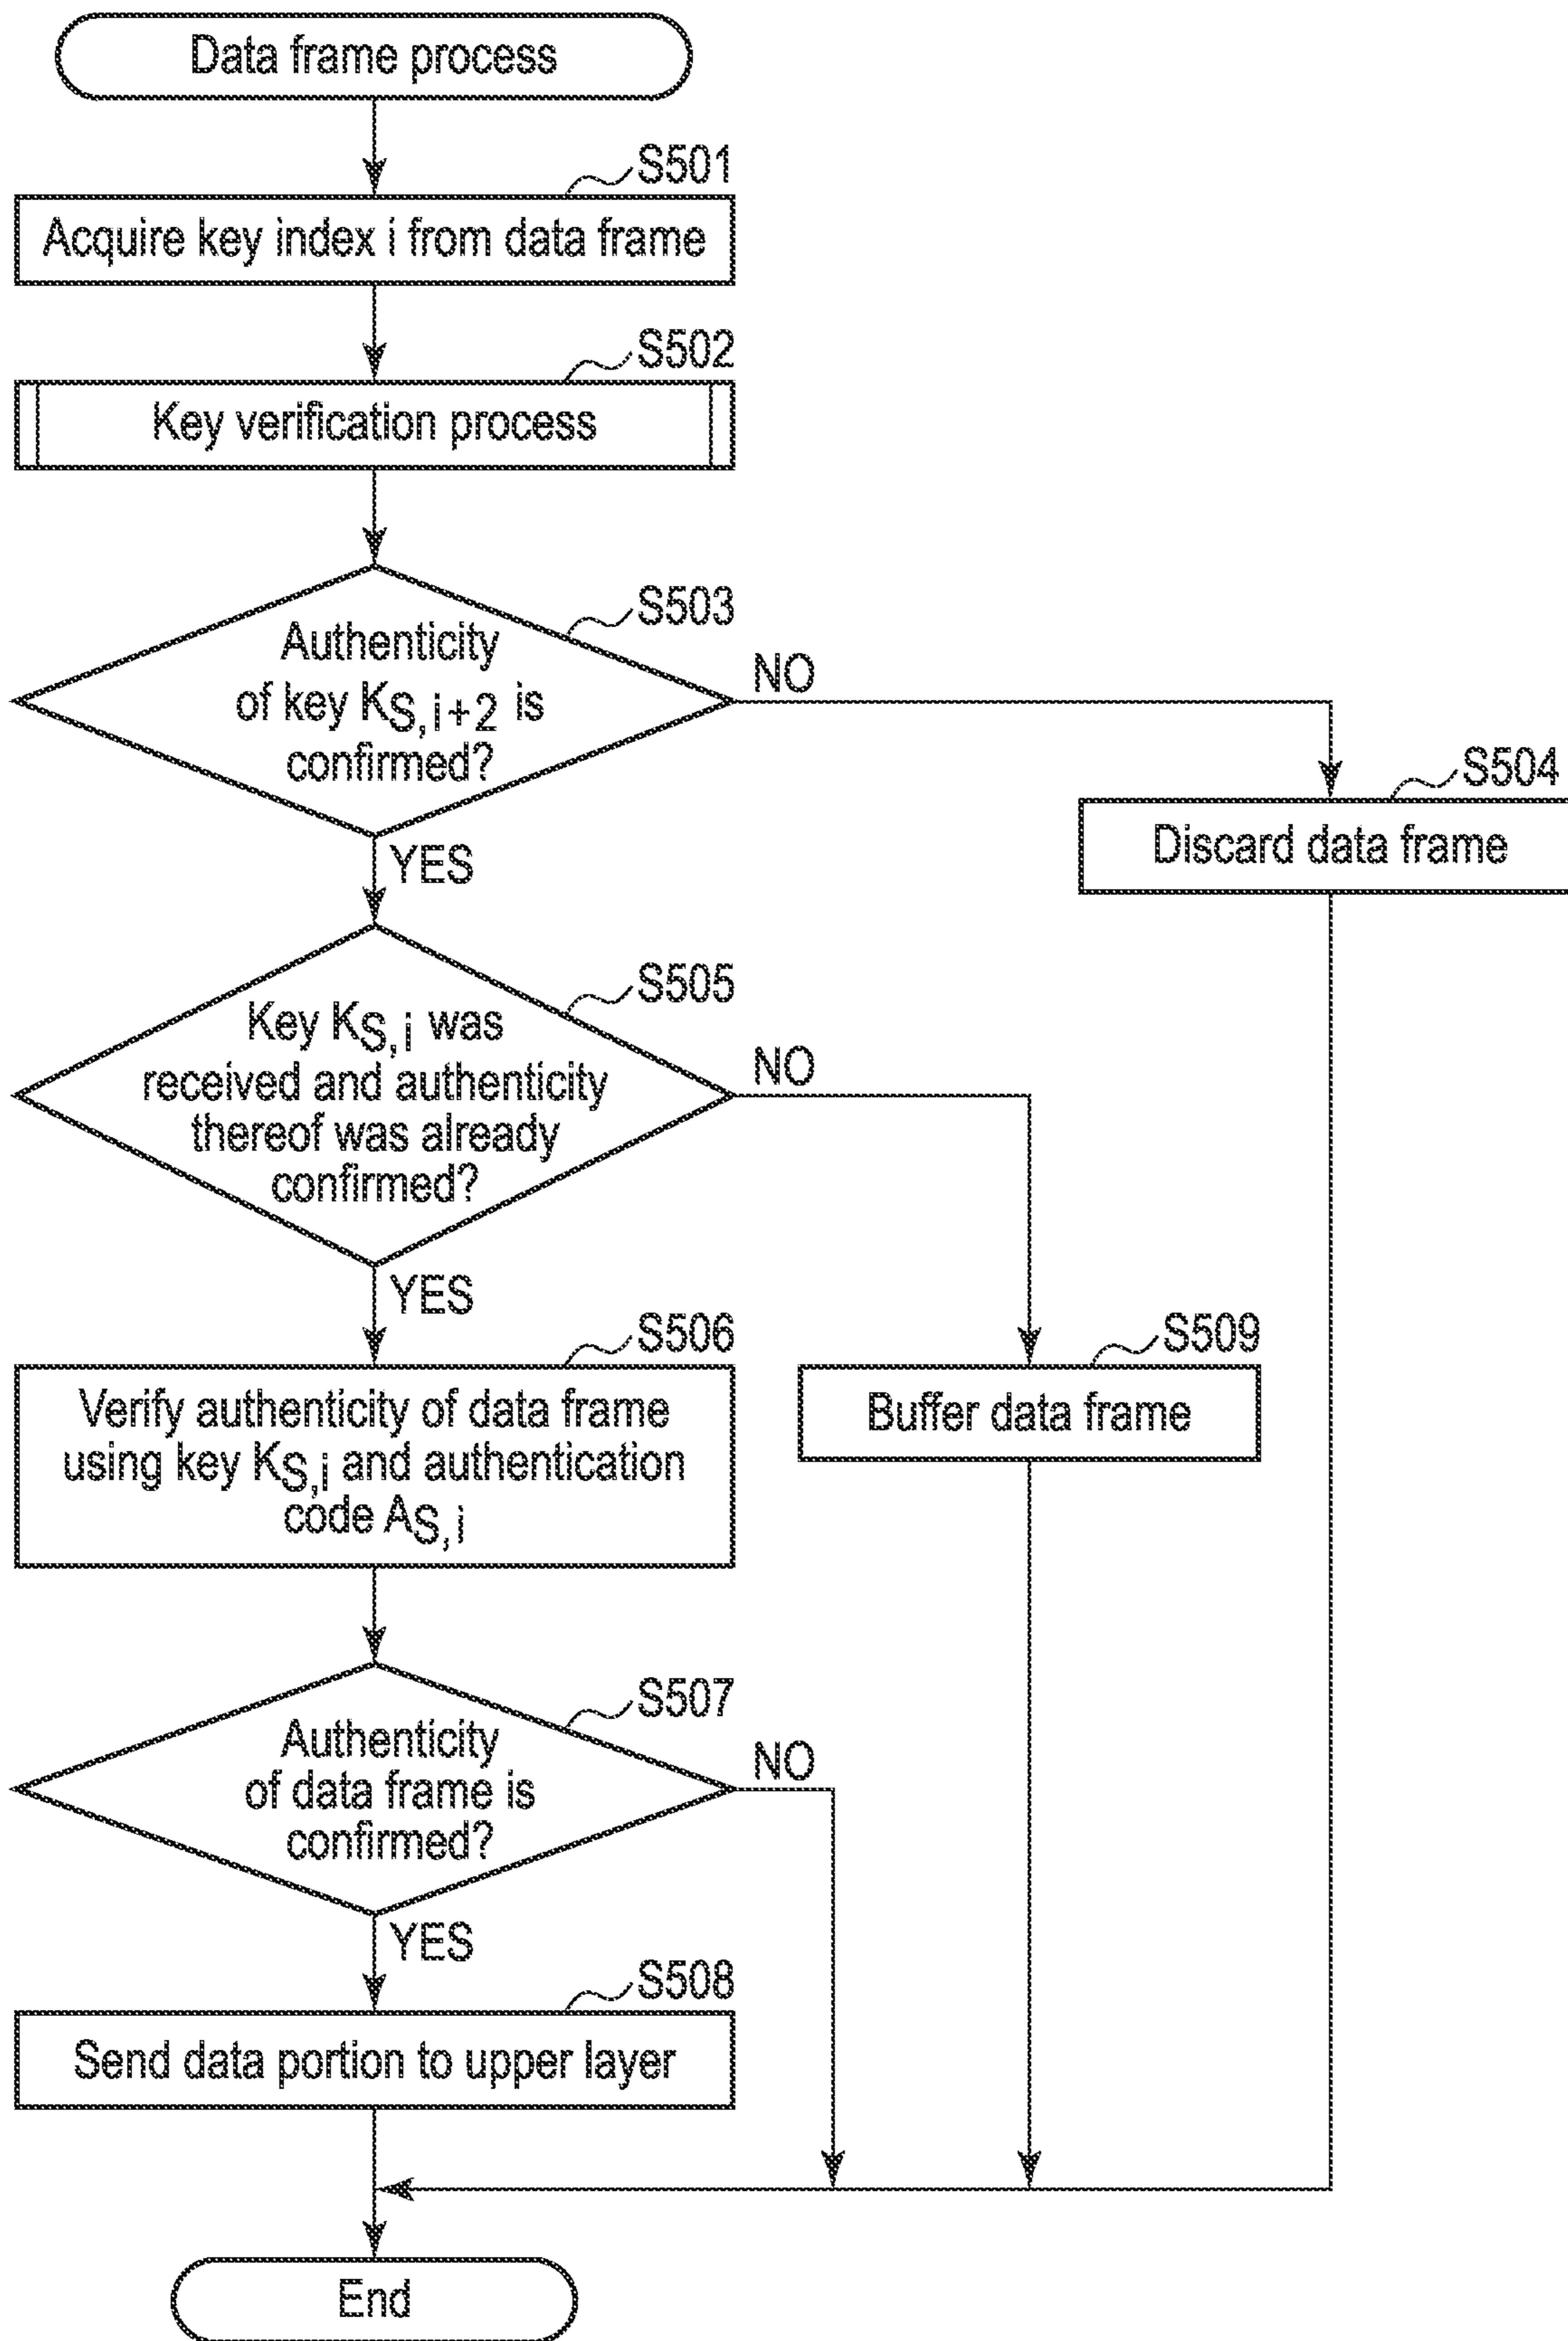 Data frame process
S501
Acquire key index i from data frame
S502
Key verification process
S503
Authenticity
of key KS, i+2 is
confirmed?
NO
S504
Discard data frame
YES
S505
Key KS, i was
received and authenticity
thereof was already
confirmed?
NO
YES
S506
Verify authenticity of data frame
using key KS,i and authentication
code AS, i
S509
Buffer data frame
S507
Authenticity
of data frame is
confirmed?
NO
YES
S508
Send data portion to upper layer
End